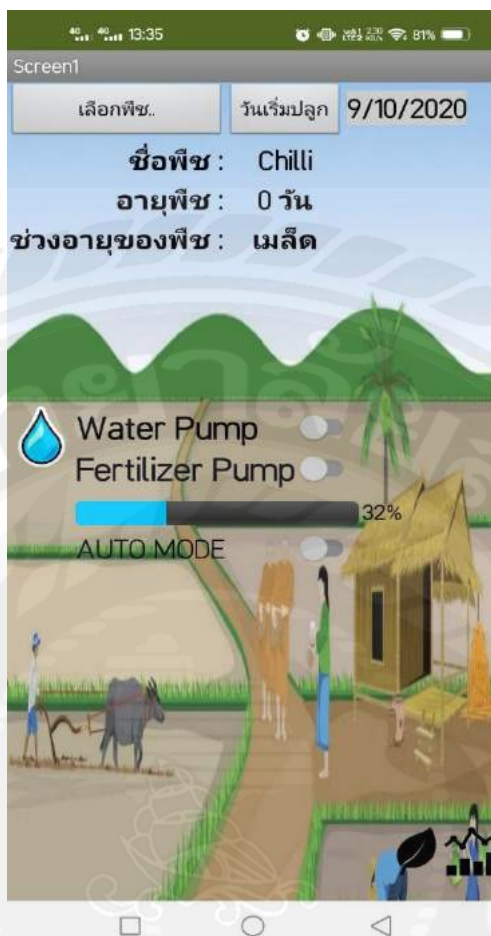 13:35 81%
Screen1
เลือกพืช.. วันเริ่มปลูก 9/10/2020
ชื่อพืช : Chilli
อายุพืช : 0 วัน
ช่วงอายุของพืช : เมล็ด
Water Pump
Fertilizer Pump
32%
AUTO MODE